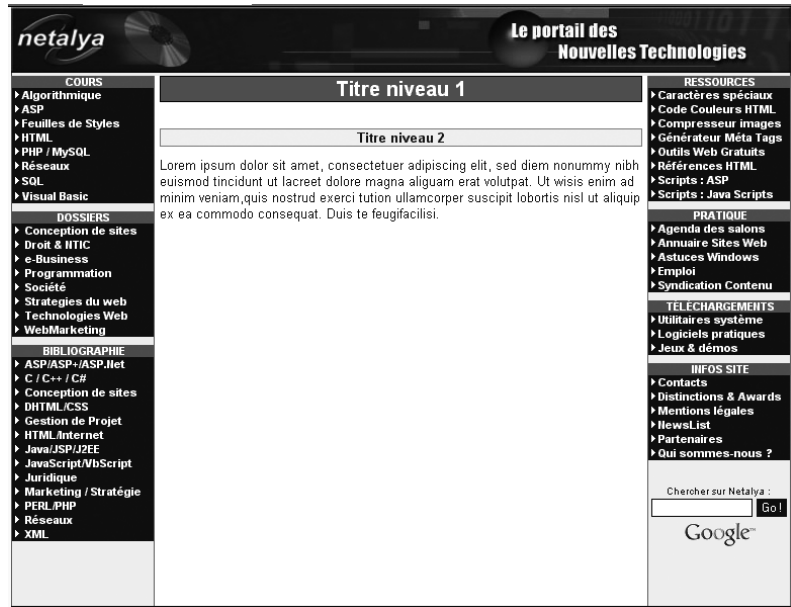 netalya
Le portail des
Nouvelles Technologies
COURS
Algorithmique
ASP
Feuilles de Styles
HTML
PHP / MySQL
Réseaux
SQL
Visual Basic
DOSSIERS
Conception de sites
Droit & NTIC
e-Business
Programmation
Société
Strategies du web
Technologies Web
WebMarketing
BIBLIOGRAPHIE
ASP/ASP+/ASP.Net
C / C++ / C#
Conception de sites
DHTML/CSS
Gestion de Projet
HTML/Internet
Java/JSP/J2EE
JavaScript/VbScript
Juridique
Marketing / Stratégie
PERL/PHP
Réseaux
XML
Titre niveau 1
Titre niveau 2
Lorem ipsum dolor sit amet, consectetuer adipiscing elit, sed diem nonummy nibh
euismod tincidunt ut lacreet dolore magna aliguam erat volutpat. Ut wisis enim ad
minim veniam,quis nostrud exerci tution ullamcorper suscipit lobortis nisl ut aliquip
ex ea commodo consequat. Duis te feugifacilisi.
RESSOURCES
Caractères spéciaux
Code Couleurs HTML
Compresseur images
Générateur Méta Tags
Outils Web Gratuits
Références HTML
Scripts : ASP
Scripts : Java Scripts
PRATIQUE
Agenda des salons
Annuaire Sites Web
Astuces Windows
Emploi
Syndication Contenu
TÉLÉCHARGEMENTS
Utilitaires système
Logiciels pratiques
Jeux & démos
INFOS SITE
Contacts
Distinctions & Awards
Mentions légales
NewsList
Partenaires
Qui sommes-nous ?
Chercher sur Netalya :
Go!
Google